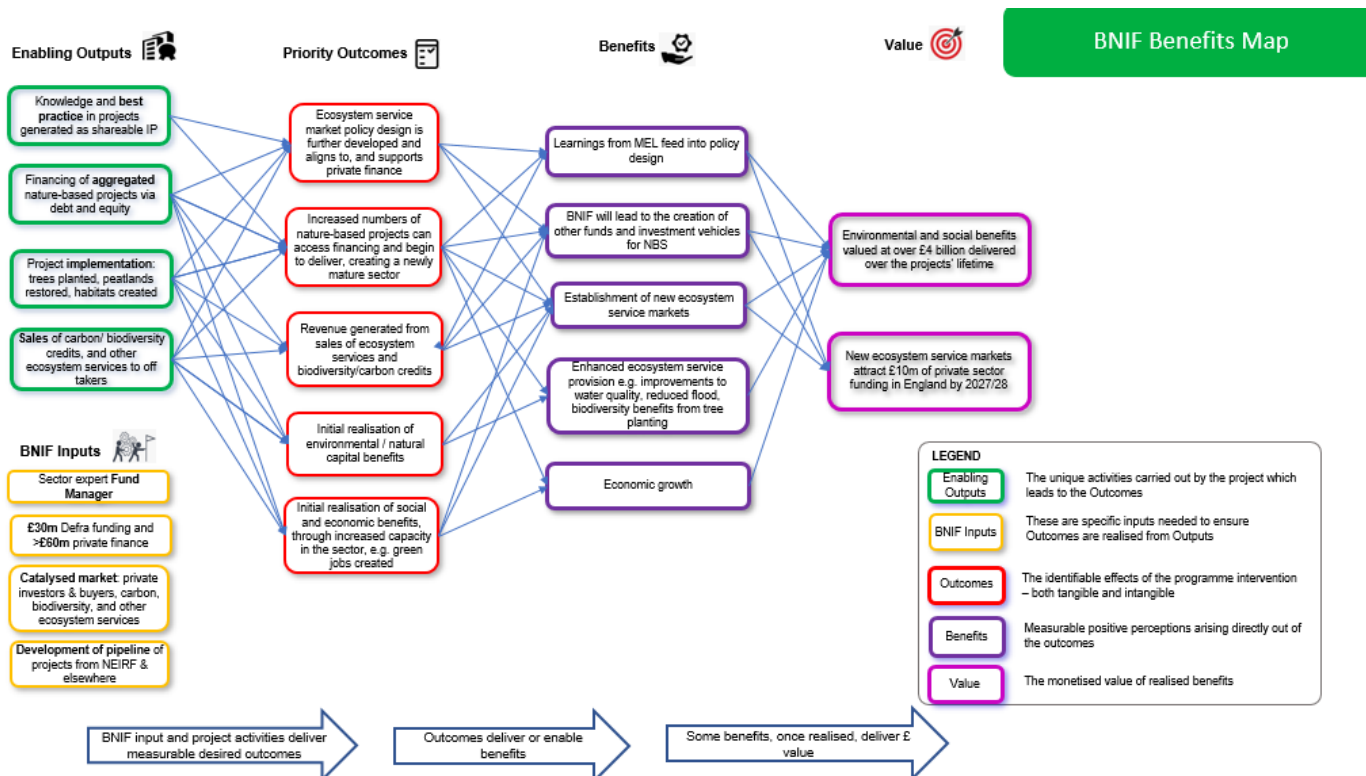 BNIF Benefits Map
Enabling Outputs
Priority Outcomes
Benefits
Value
Knowledge and best
practice in projects
generated as shareable IP
Financing of aggregated
nature-based projects via
debt and equity
Project implementation:
trees planted, peatlands
restored, habitats created
Sales of carbon/ biodiversity
credits, and other
ecosystem services to off
takers
BNIF Inputs
Sector expert Fund
Manager
£30m Defra funding and
>£60m private finance
Catalysed market: private
investors & buyers, carbon,
biodiversity, and other
ecosystem services
Development of pipeline of
projects from NEIRF &
elsewhere
Ecosystem service
market policy design is
further developed and
aligns to, and supports
private finance
Increased numbers of
nature-based projects can
access financing and begin
to deliver, creating a newly
mature sector
Revenue generated from
sales of ecosystem
services and
biodiversity/carbon credits
Initial realisation of
environmental / natural
capital benefits
Initial realisation of social
and economic benefits,
through increased capacity
in the sector, e.g. green
jobs created
Learnings from MEL feed into policy
design
BNIF will lead to the creation of
other funds and investment vehicles
for NBS
Establishment of new ecosystem
service markets
Enhanced ecosystem service
provision e.g. improvements to
water quality, reduced flood,
biodiversity benefits from tree
planting
Economic growth
Environmental and social benefits
valued at over £4 billion delivered
over the projects' lifetime
New ecosystem service markets
attract £10m of private sector
funding in England by 2027/28
LEGEND
Enabling
Outputs
The unique activities carried out by the project which
leads to the Outcomes
BNIF Inputs
These are specific inputs needed to ensure
Outcomes are realised from Outputs
Outcomes
The identifiable effects of the programme intervention
– both tangible and intangible
Benefits
Measurable positive perceptions arising directly out of
the outcomes
Value
The monetised value of realised benefits
BNIF input and project activities deliver
measurable desired outcomes
Outcomes deliver or enable
benefits
Some benefits, once realised, deliver £
value